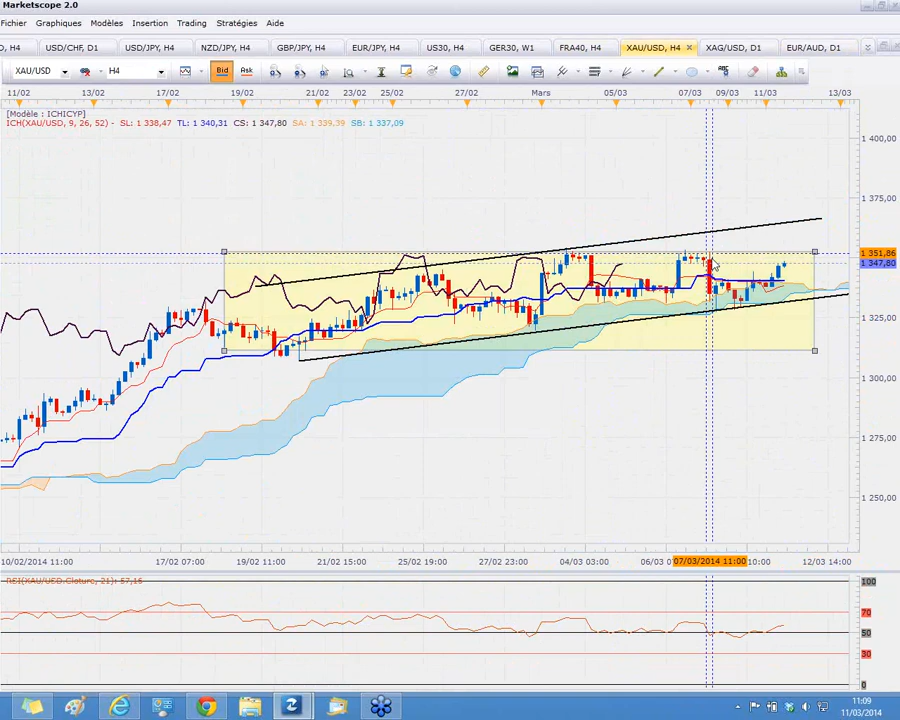 Marketscope 2.0
Fichier Graphiques Modèles Insertion Trading Stratégies Aide
D, H4 USD/CHF, D1 USD/JPY, H4 NZD/JPY, H4 GBP/JPY, H4 EUR/JPY, H4 US30, H4 GER30, W1 FRA40, H4 XAU/USD, H4 XAG/USD, D1 EUR/AUD, D1
XAU/USD H4 Bid Ask
11/02 13/02 17/02 19/02 21/02 23/02 25/02 27/02 Mars 05/03 07/03 09/03 11/03 13/03
[Modèle : ICHICYP]
ICH(XAU/USD, 9, 26, 52) - SL: 1 338,47 TL: 1 340,31 CS: 1 347,80 SA: 1 339,39 SB: 1 337,09
1 400,00
1 375,00
1 351,86
1 347,80
1 325,00
1 300,00
1 275,00
1 250,00
10/02/2014 11:00 17/02 07:00 19/02 11:00 21/02 15:00 25/02 19:00 27/02 23:00 04/03 03:00 06/03 0 07/03/2014 11:00 10:00 12/03 14:00
RSI(XAU/USD.Cloture, 21): 57,16
100
70
50
30
0
11:09
11/03/2014